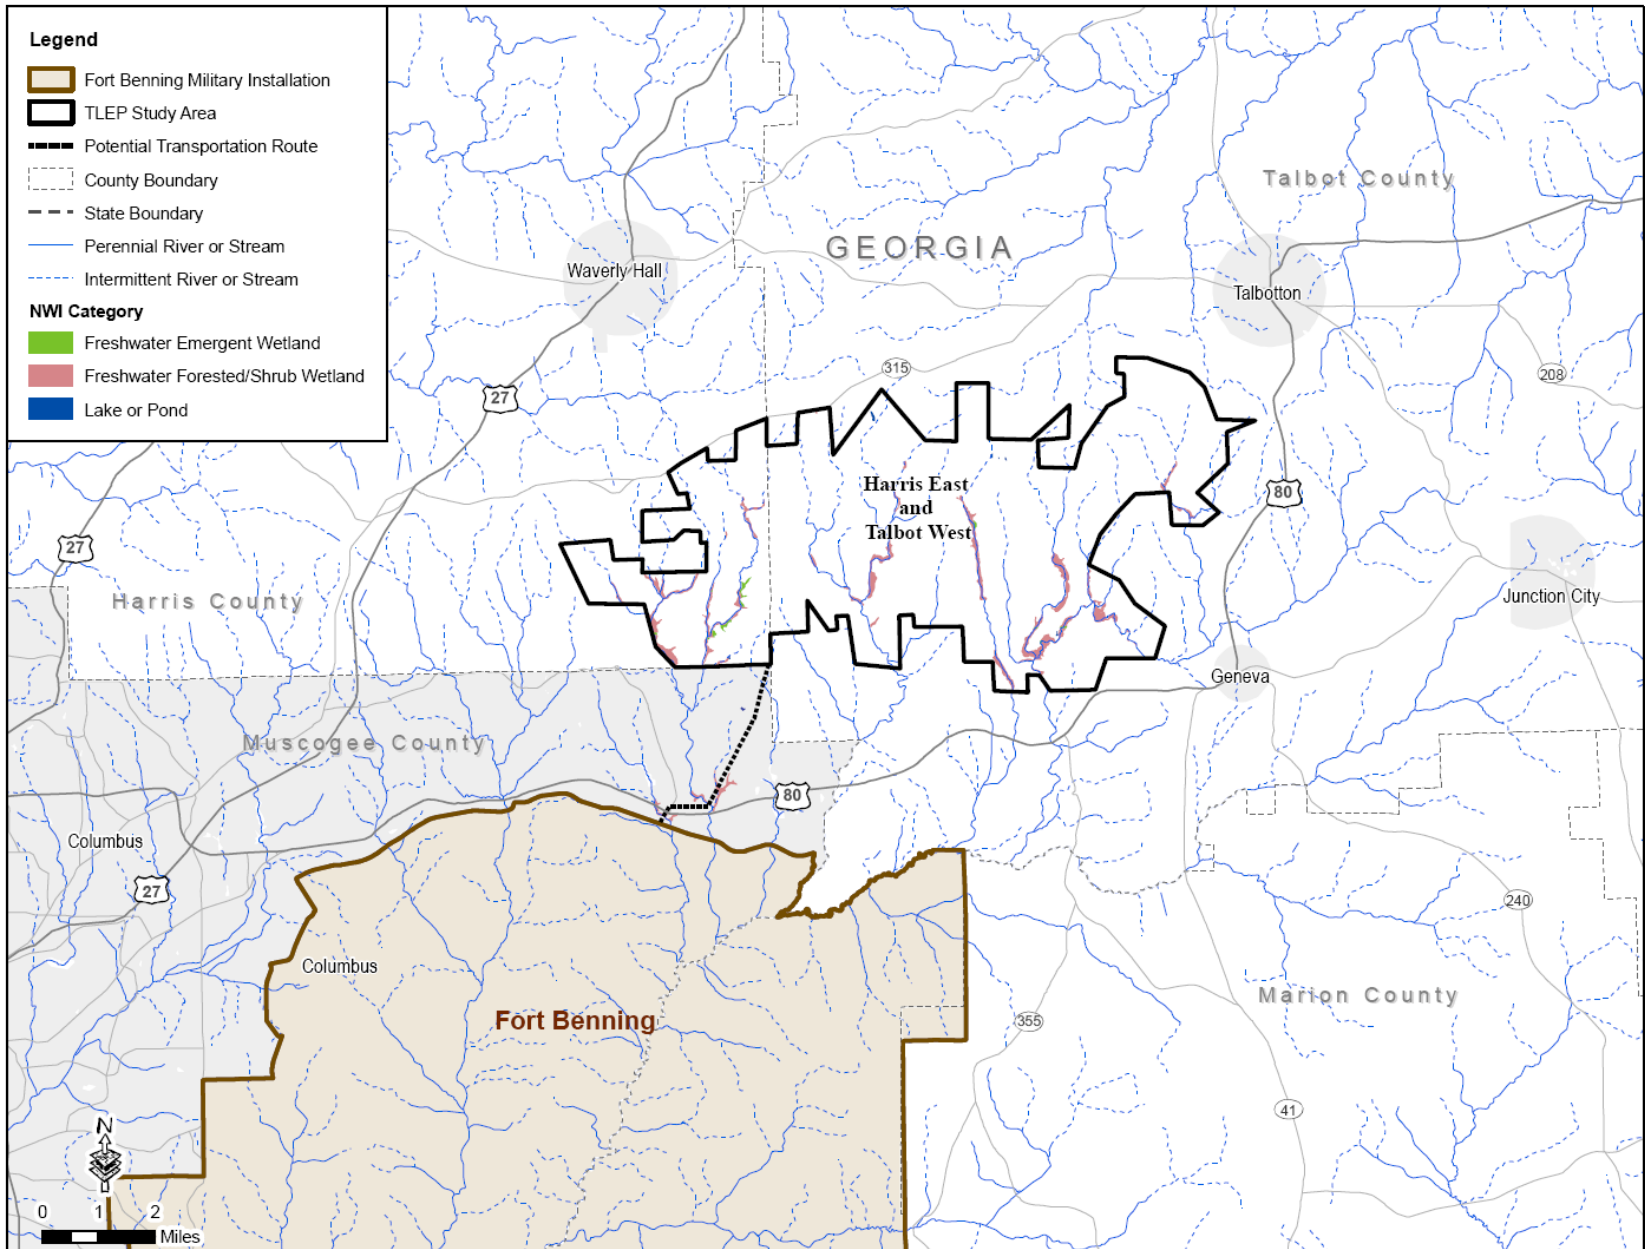 Legend
Fort Benning Military Installation
TLEP Study Area
Potential Transportation Route
County Boundary
State Boundary
Perennial River or Stream
Intermittent River or Stream
NWI Category
Freshwater Emergent Wetland
Freshwater Forested/Shrub Wetland
Lake or Pond
Talbot County
GEORGIA
Waverly Hall
Talbotton
315
208
27
Harris East
and
Talbot West
80
27
Harris County
Junction City
Geneva
Muscogee County
80
Columbus
27
240
Columbus
Marion County
Fort Benning
355
41
N
0 1 2
Miles